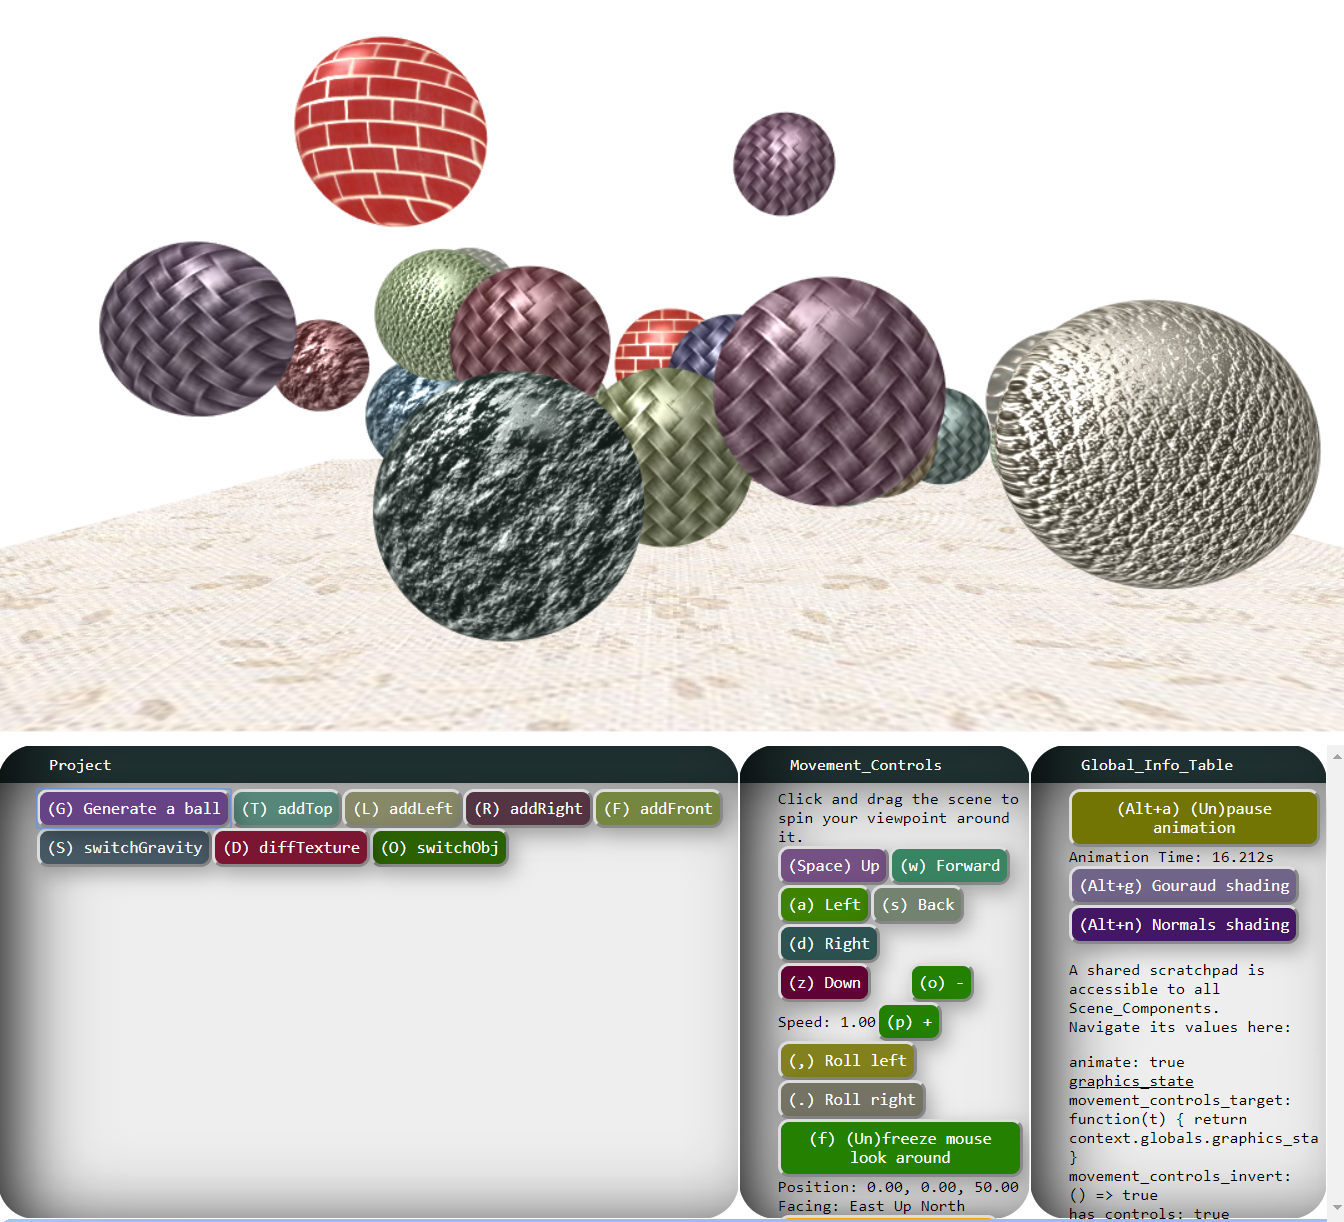 Project
(G) Generate a ball (T) addTop (L) addLeft (R) addRight (F) addFront
(S) switchGravity (D) diffTexture (O) switchObj
Movement_Controls
Click and drag the scene to
spin your viewpoint around
it.
(Space) Up (w) Forward
(a) Left (s) Back
(d) Right
(z) Down (o) -
Speed: 1.00 (p) +
(,) Roll left
(.) Roll right
(f) (Un)freeze mouse
look around
Position: 0.00, 0.00, 50.00
Facing: East Up North
Global_Info_Table
(Alt+a) (Un)pause
animation
Animation Time: 16.212s
(Alt+g) Gouraud shading
(Alt+n) Normals shading
A shared scratchpad is
accessible to all
Scene_Components.
Navigate its values here:
animate: true
graphics_state
movement_controls_target:
function(t) { return
context.globals.graphics_sta
}
movement_controls_invert:
() => true
has_controls: true